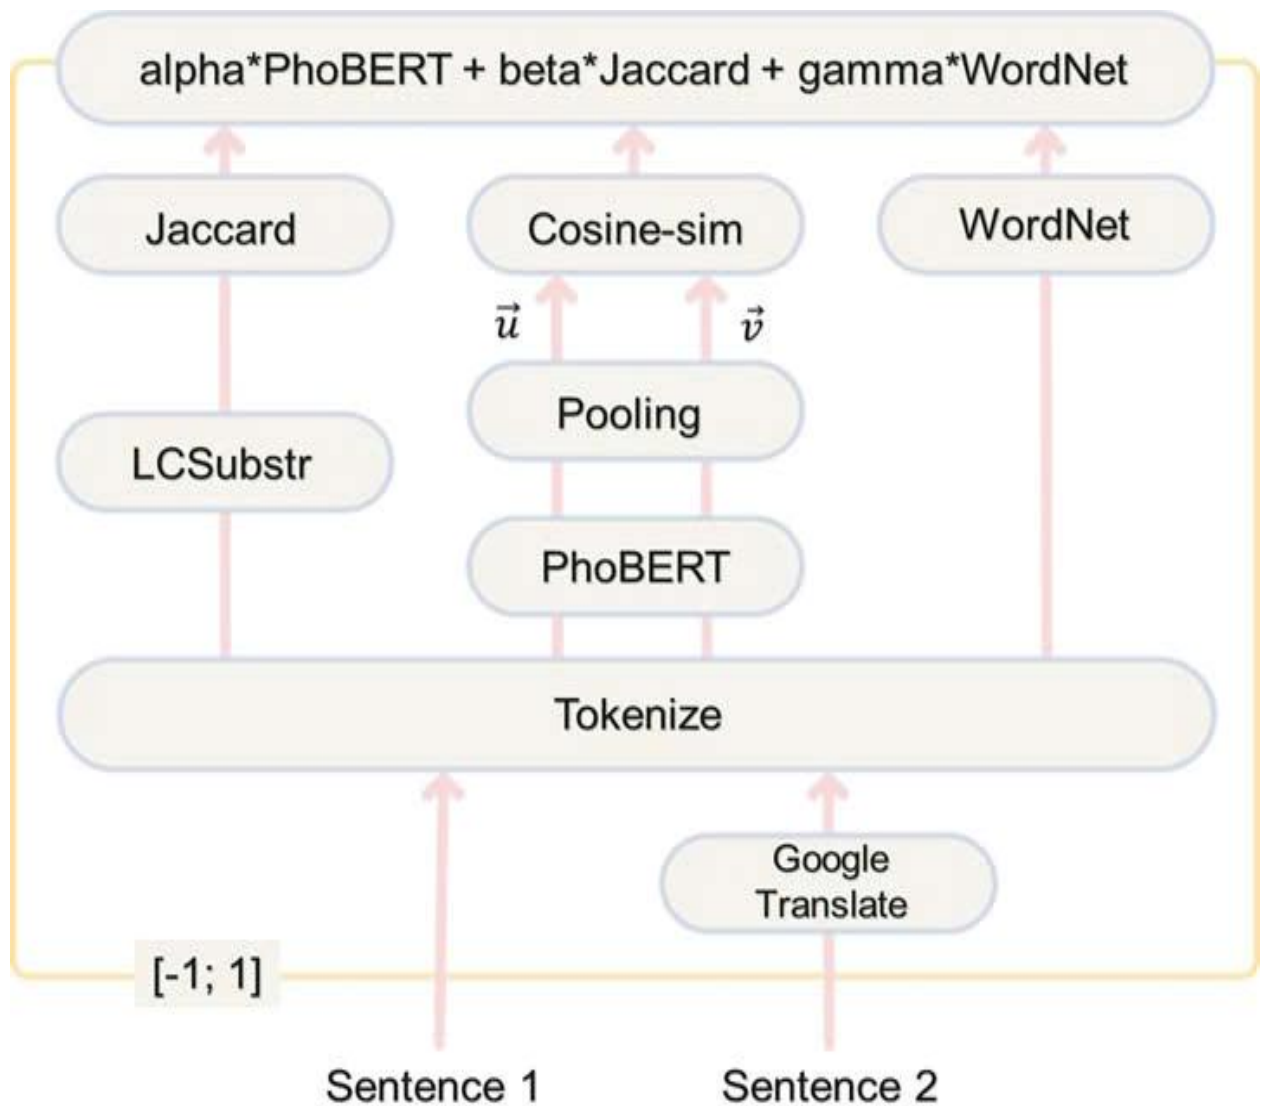 alpha*PhoBERT + beta*Jaccard + gamma*WordNet
Jaccard
Cosine-sim
WordNet
u⃗
v⃗
Pooling
LCSubstr
PhoBERT
Tokenize
Google
Translate
[-1; 1]
Sentence 1
Sentence 2